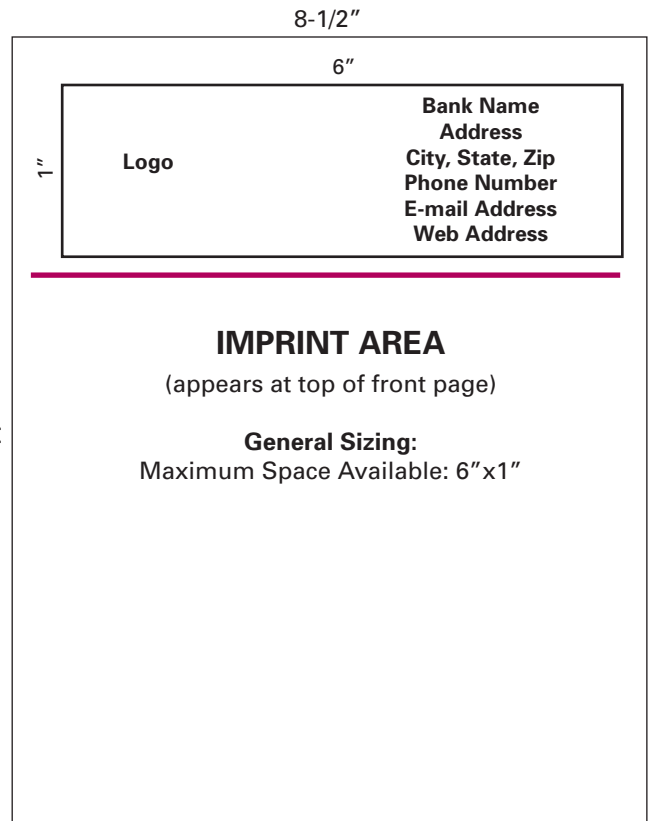 8-1/2″
6″
1″
Logo
Bank Name
Address
City, State, Zip
Phone Number
E-mail Address
Web Address
IMPRINT AREA
(appears at top of front page)
General Sizing:
Maximum Space Available: 6″x1″